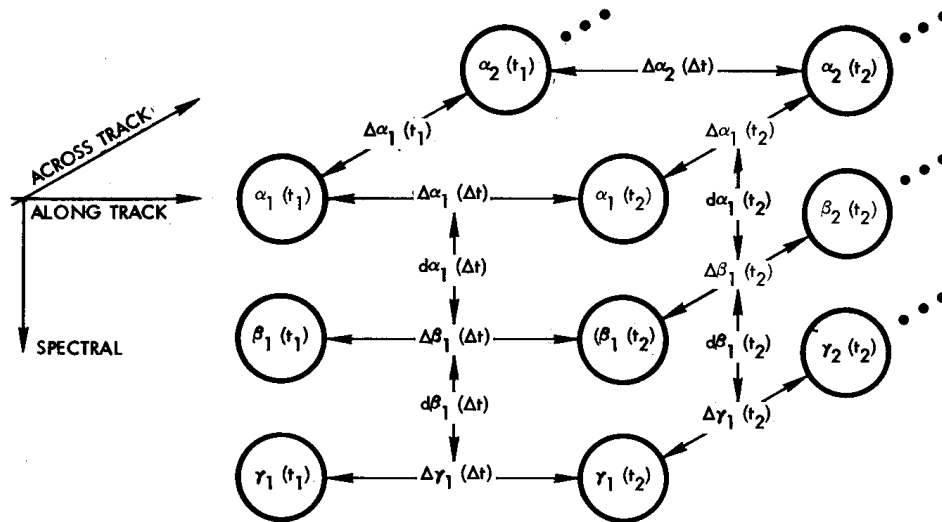 α₂ (t₁) Δα₂ (Δt) α₂ (t₂)
ACROSS TRACK
Δα₁ (t₁) Δα₁ (t₂)
α₁ (t₁) Δα₁ (Δt) α₁ (t₂)
ALONG TRACK
dα₁ (t₂) β₂ (t₂)
dα₁ (Δt) Δβ₁ (t₂)
β₁ (t₁) Δβ₁ (Δt) (β₁ (t₂)
SPECTRAL
dβ₁ (t₂) γ₂ (t₂)
dβ₁ (Δt)
Δγ₁ (t₂)
γ₁ (t₁) Δγ₁ (Δt) γ₁ (t₂)